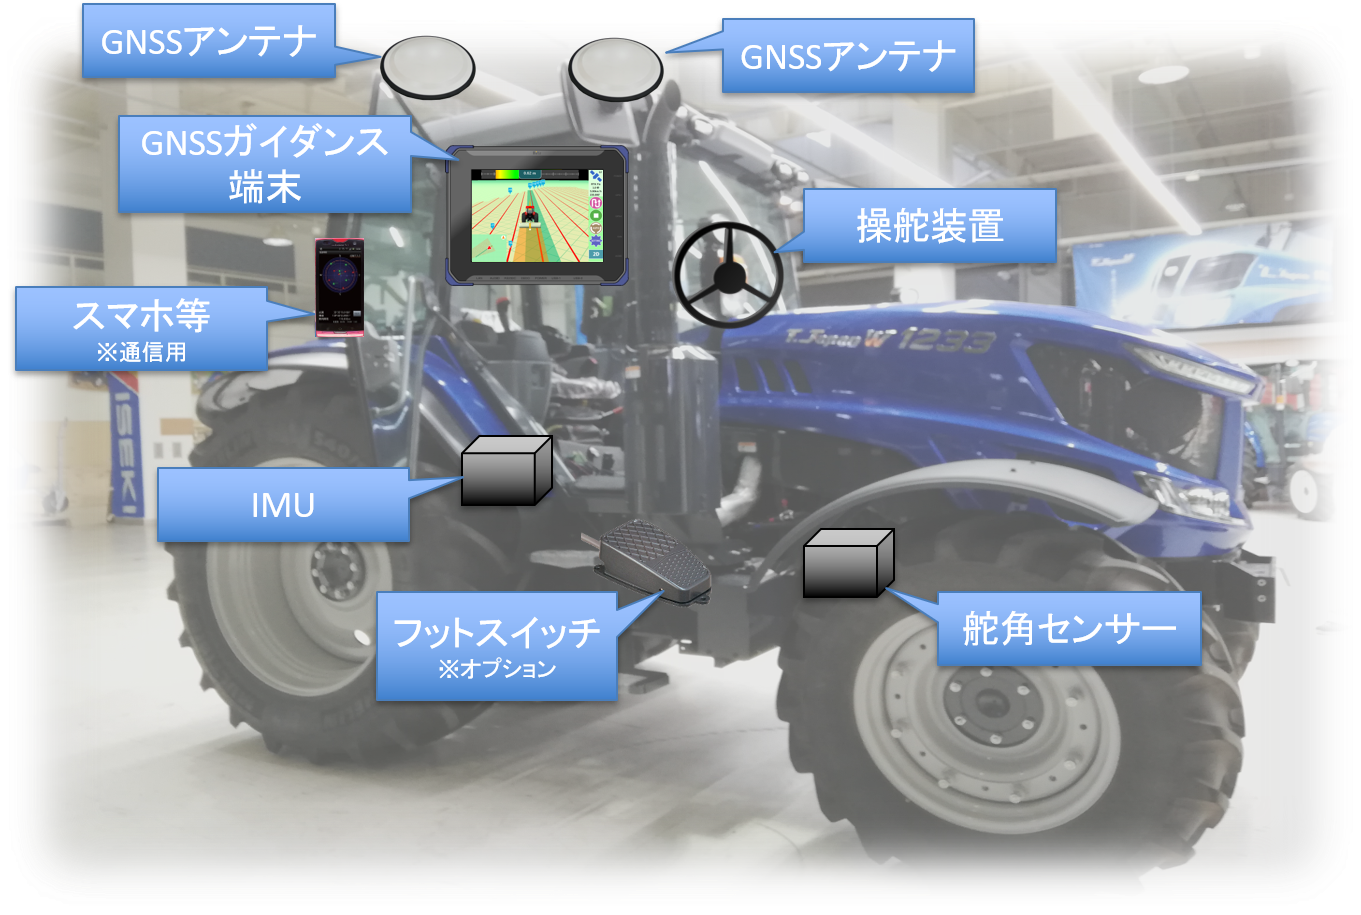 GNSSアンテナ
GNSSアンテナ
GNSSガイダンス
端末
操舵装置
スマホ等
※通信用
T.Japan W 1233
ISEKI
IMU
フットスイッチ
※オプション
舵角センサー
2D